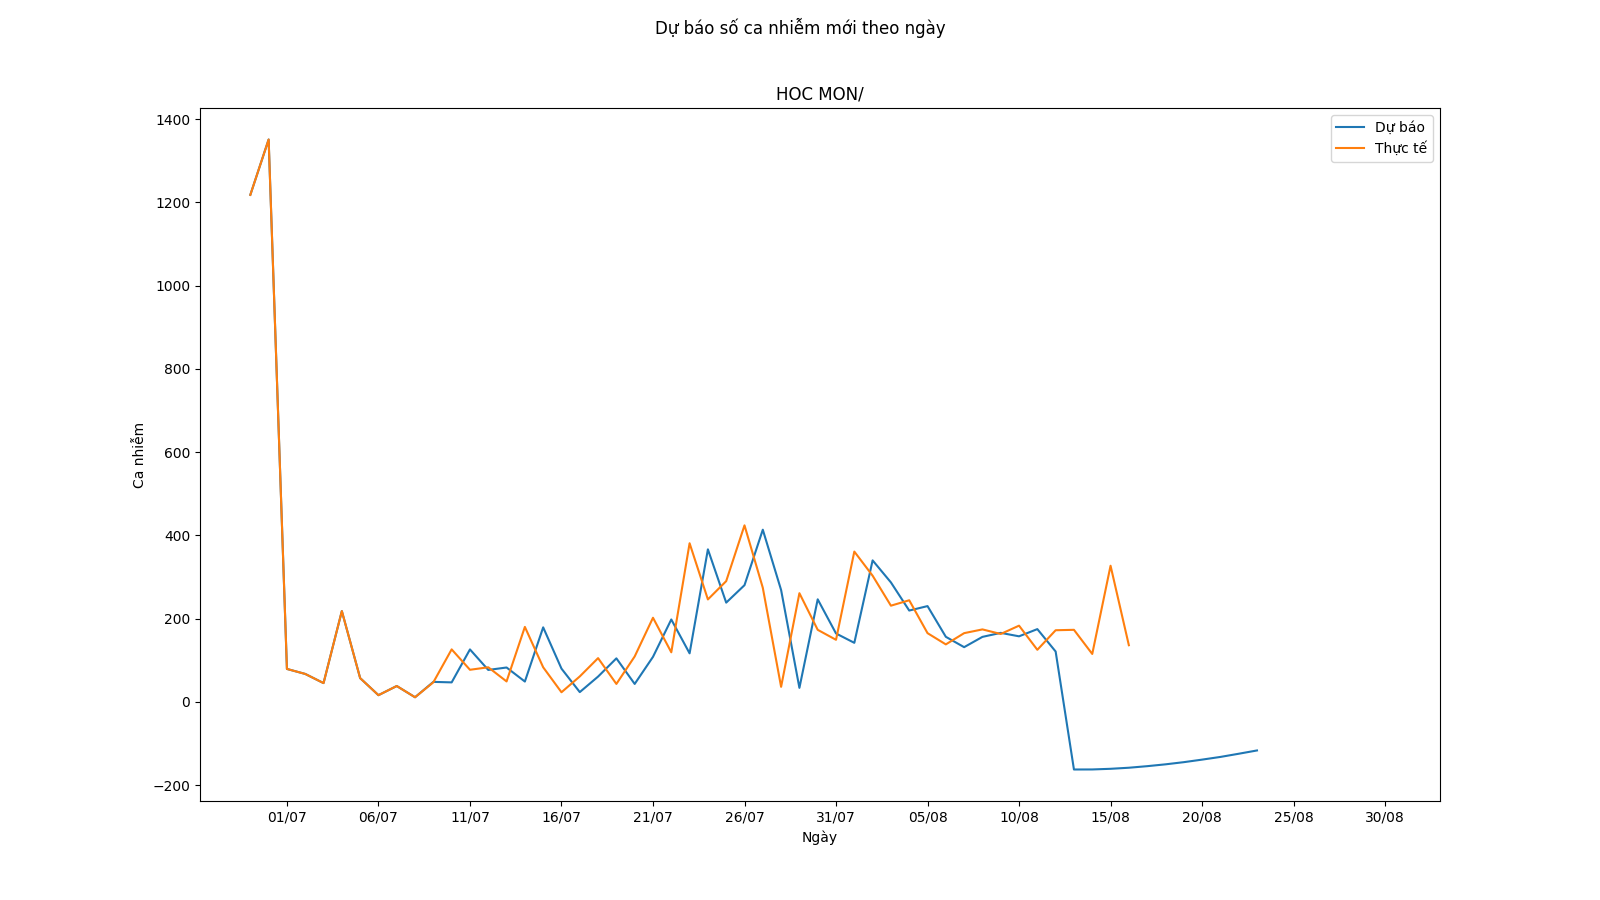 Dự báo số ca nhiễm mới theo ngày
HOC MON/
Dự báo
Thực tế
1400
1200
1000
800
600
400
200
0
−200
Ca nhiễm
01/07 06/07 11/07 16/07 21/07 26/07 31/07 05/08 10/08 15/08 20/08 25/08 30/08
Ngày